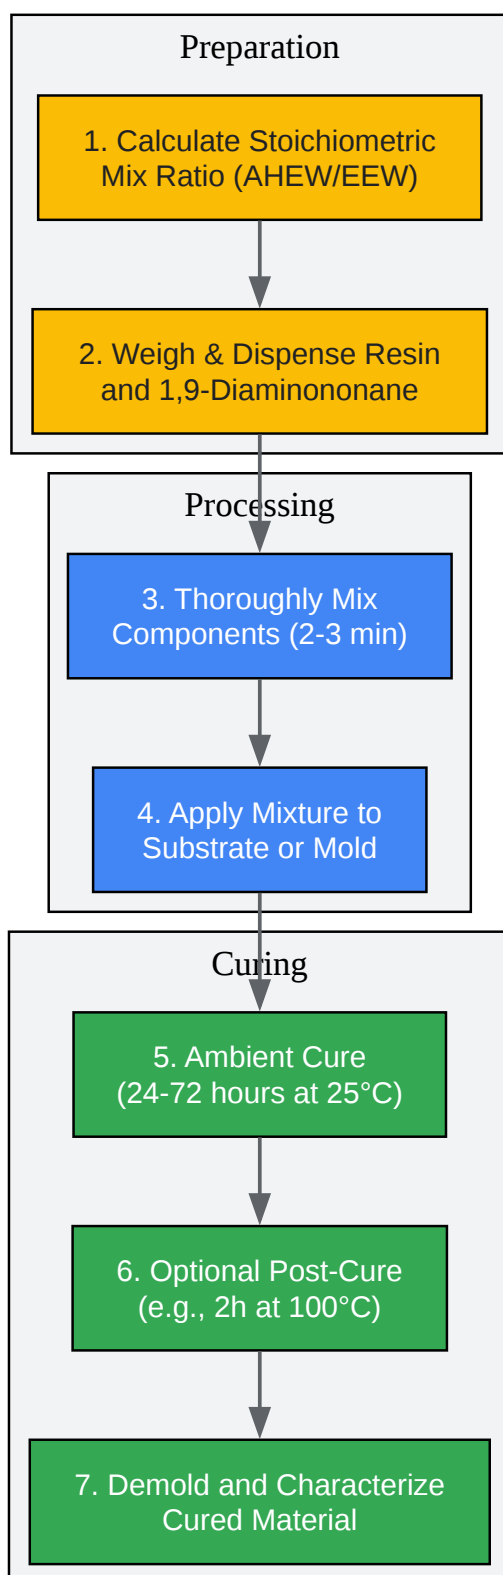 Preparation
1. Calculate Stoichiometric
Mix Ratio (AHEW/EEW)
2. Weigh & Dispense Resin
and 1,9-Diaminononane
Processing
3. Thoroughly Mix
Components (2-3 min)
4. Apply Mixture to
Substrate or Mold
Curing
5. Ambient Cure
(24-72 hours at 25°C)
6. Optional Post-Cure
(e.g., 2h at 100°C)
7. Demold and Characterize
Cured Material